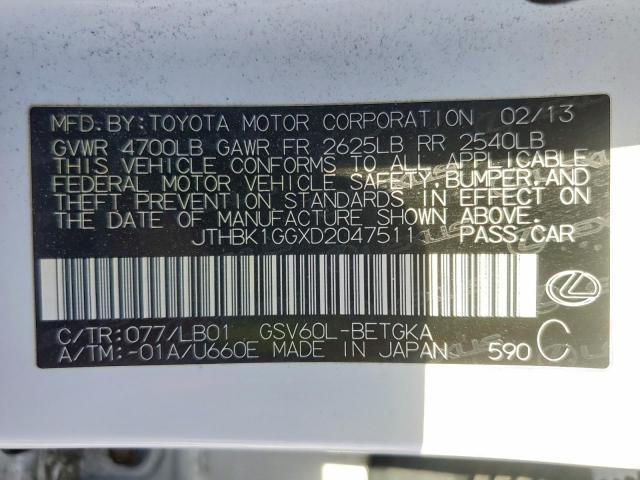 MFD.BY:TOYOTA MOTOR CORPORATION 02/13
GVWR 4700LB GAWR FR 2625LB RR 2540LB
THIS VEHICLE CONFORMS TO ALL APPLICABLE
FEDERAL MOTOR VEHICLE SAFETY,BUMPER,AND
THEFT PREVENTION STANDARDS IN EFFECT ON
THE DATE OF MANUFACTURE SHOWN ABOVE.
JTHBK1GGXD2047511 PASS.CAR
C/TR:077/LB01 GSV60L-BETGKA
A/TM:-01A/U660E MADE IN JAPAN 590 C